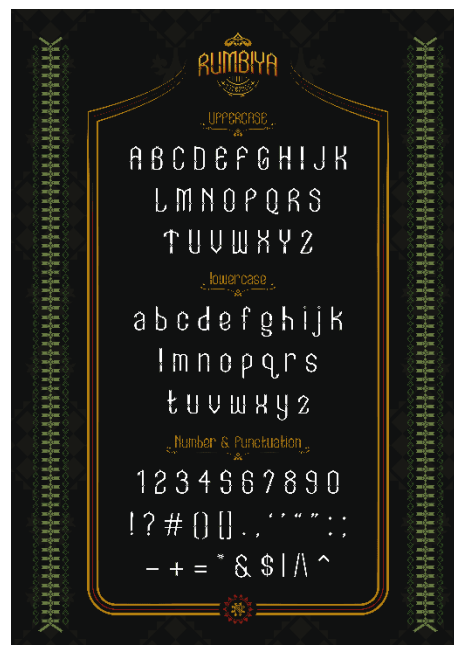 RUMBIYA
UPPERCASE
ABCDEFGHIJK
LMNOPQRS
TUVWXYZ
lowercase
abcdefghijk
lmnopqrs
tuvwxyz
Number & Punctuation
1234567890
!?#()[].,‘’“”:;
-+=*&$|/\^